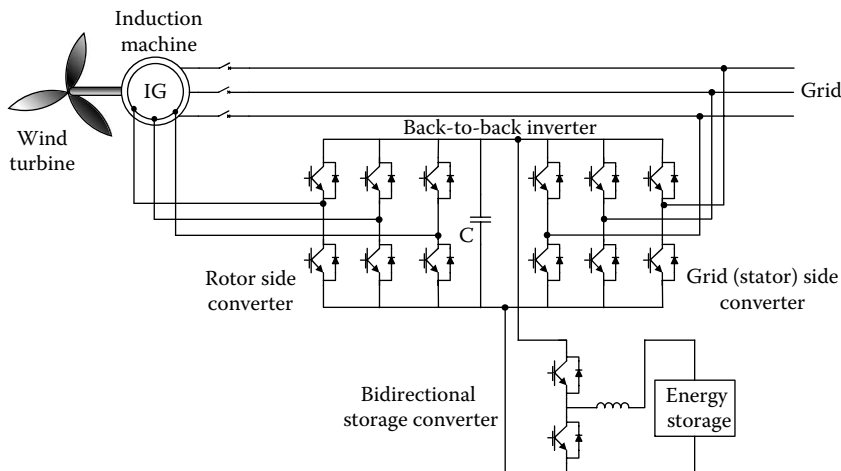 Induction
machine
IG
Grid
Wind
turbine
Back-to-back inverter
C
Rotor side
converter
Grid (stator) side
converter
Bidirectional
storage converter
Energy
storage